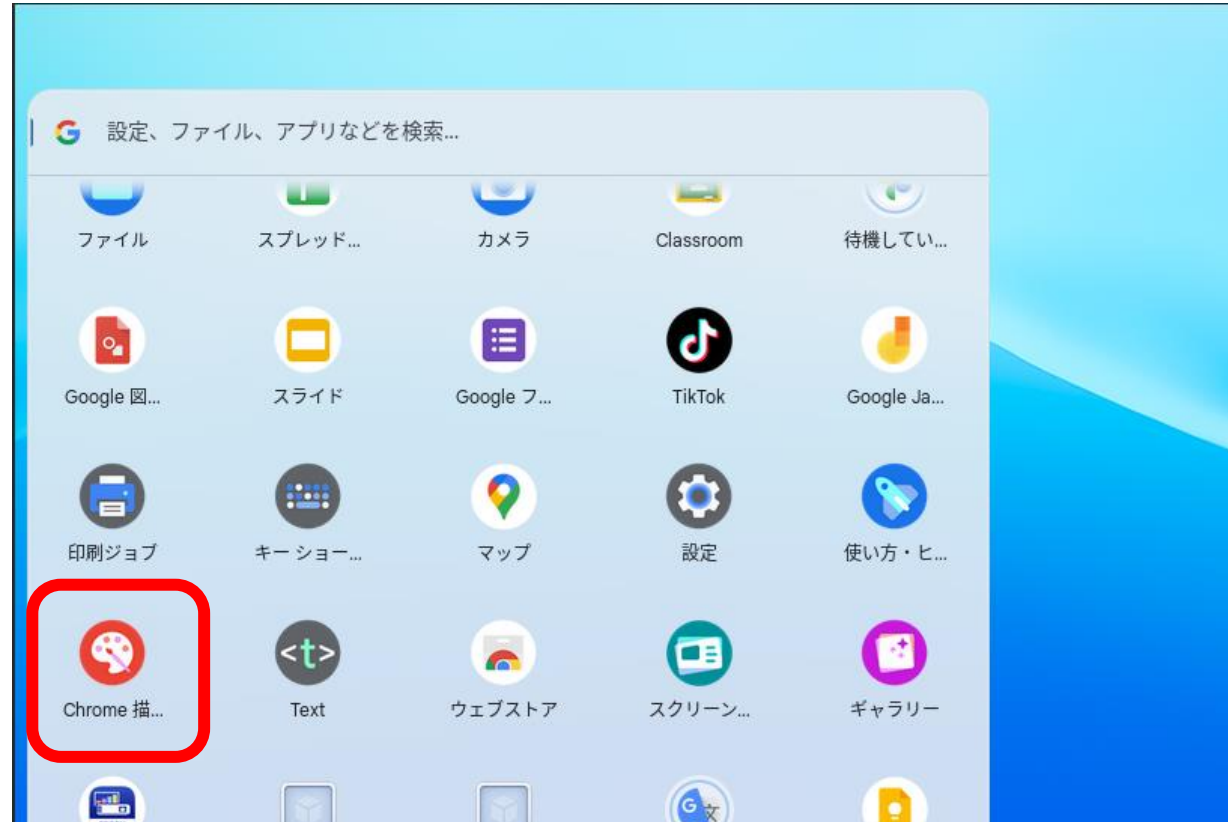 設定、ファイル、アプリなどを検索...
ファイル
スプレッド...
カメラ
Classroom
待機してい...
Google 図...
スライド
Google フ...
TikTok
Google Ja...
印刷ジョブ
キー ショー...
マップ
設定
使い方・ヒ...
Chrome 描...
<t>
Text
ウェブストア
スクリーン...
ギャラリー